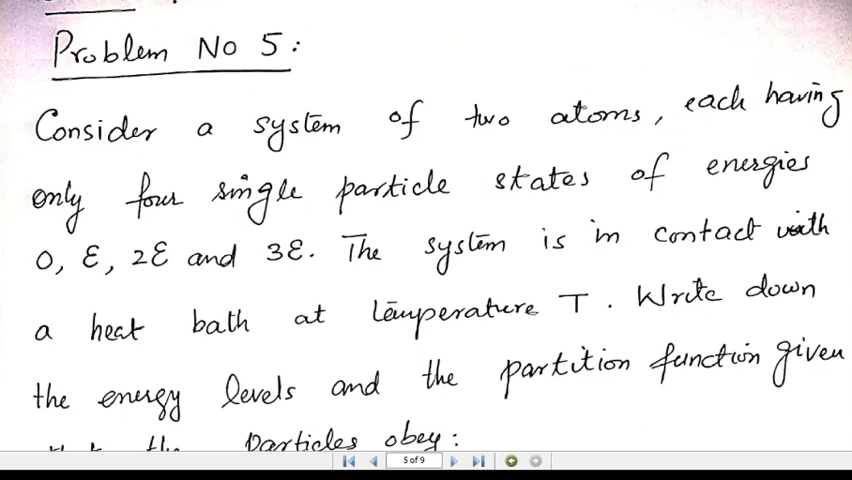 Problem No 5:
Consider a system of two atoms, each having
only four single particle states of energies
0, ε, 2ε and 3ε. The system is in contact with
a heat bath at temperature T. Write down
the energy levels and the partition function given
the particles obey:
5 of 9